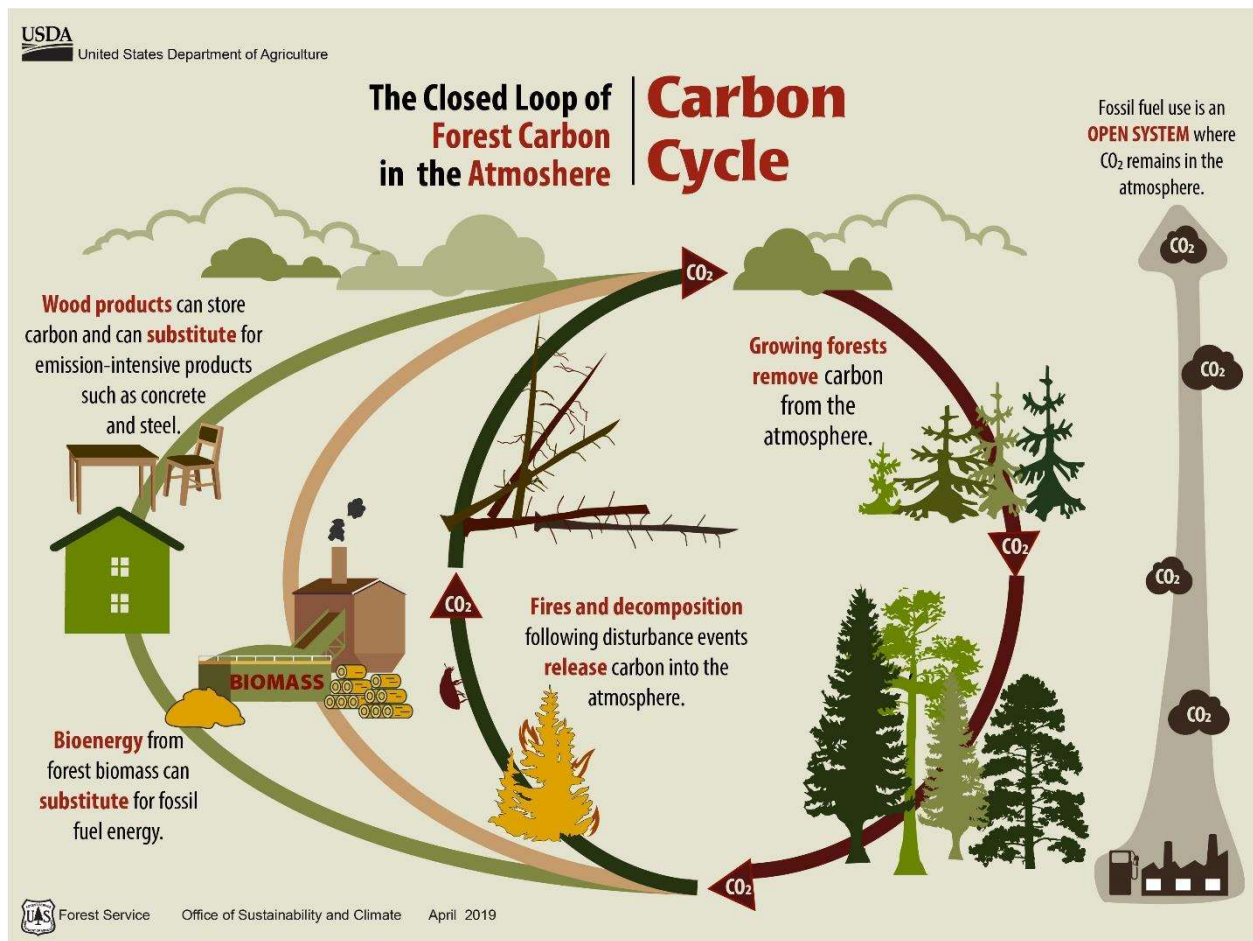 USDA
United States Department of Agriculture
The Closed Loop of
Forest Carbon
in the Atmoshere
Carbon
Cycle
Fossil fuel use is an
OPEN SYSTEM where
CO₂ remains in the
atmosphere.
CO₂
CO₂
CO₂
CO₂
CO₂
Wood products can store
carbon and can substitute for
emission-intensive products
such as concrete
and steel.
Growing forests
remove carbon
from the
atmosphere.
CO₂
CO₂
Fires and decomposition
following disturbance events
release carbon into the
atmosphere.
BIOMASS
Bioenergy from
forest biomass can
substitute for fossil
fuel energy.
CO₂
UAS
Forest Service
Office of Sustainability and Climate
April 2019